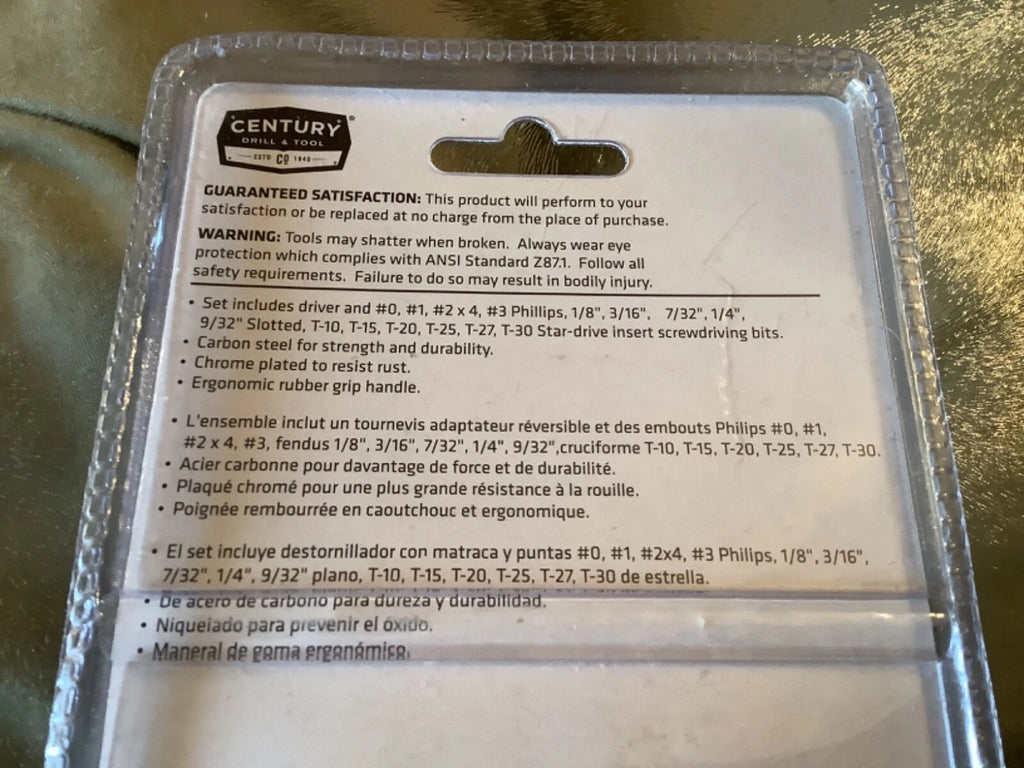 CENTURY®
DRILL & TOOL
ESTD CO 1940
GUARANTEED SATISFACTION: This product will perform to your
satisfaction or be replaced at no charge from the place of purchase.
WARNING: Tools may shatter when broken. Always wear eye
protection which complies with ANSI Standard Z87.1. Follow all
safety requirements. Failure to do so may result in bodily injury.
• Set includes driver and #0, #1, #2 x 4, #3 Phillips, 1/8", 3/16", 7/32", 1/4",
9/32" Slotted, T-10, T-15, T-20, T-25, T-27, T-30 Star-drive insert screwdriving bits.
• Carbon steel for strength and durability.
• Chrome plated to resist rust.
• Ergonomic rubber grip handle.
• L'ensemble inclut un tournevis adaptateur réversible et des embouts Philips #0, #1,
#2 x 4, #3, fendus 1/8", 3/16", 7/32", 1/4", 9/32",cruciforme T-10, T-15, T-20, T-25, T-27, T-30.
• Acier carbonne pour davantage de force et de durabilité.
• Plaqué chromé pour une plus grande résistance à la rouille.
• Poignée rembourrée en caoutchouc et ergonomique.
• El set incluye destornillador con matraca y puntas #0, #1, #2x4, #3 Philips, 1/8", 3/16",
7/32", 1/4", 9/32" plano, T-10, T-15, T-20, T-25, T-27, T-30 de estrella.
• De acero de carbono para dureza y durabilidad.
• Niquelado para prevenir el óxido.
• Maneral de goma ergonómico.